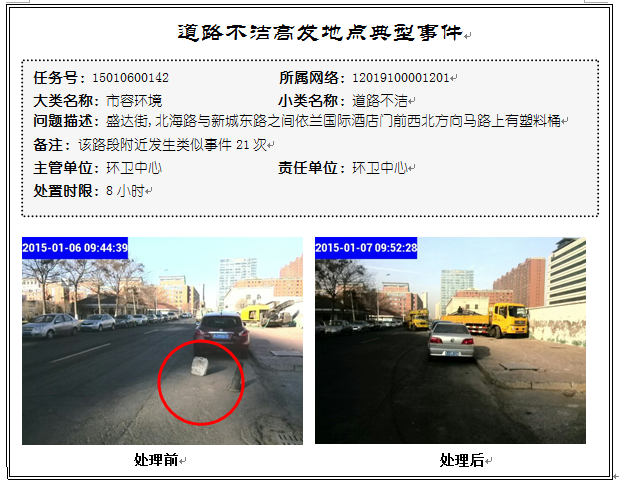 道路不洁高发地点典型事件
任务号：15010600142 所属网络：12019100001201
大类名称：市容环境 小类名称：道路不洁
问题描述：盛达街,北海路与新城东路之间依兰国际酒店门前西北方向马路上有塑料桶
备注：该路段附近发生类似事件 21 次
主管单位：环卫中心 责任单位：环卫中心
处置时限：8 小时
2015-01-06 09:44:39 2015-01-07 09:52:28
处理前 处理后